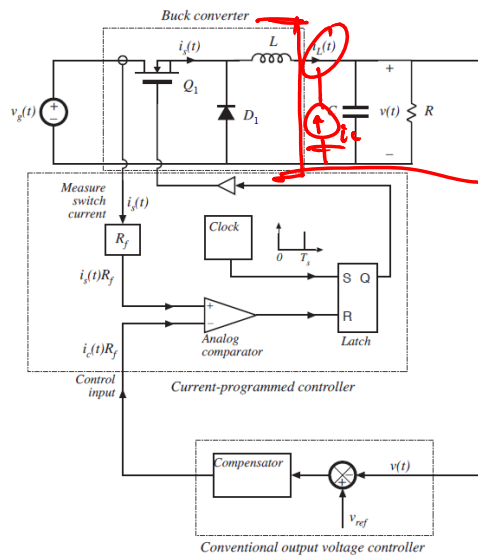 Buck converter
i_s(t)
L
i_L(t)
Q_1
+
v_g(t)
+
−
D_1
C
v(t)
R
i_c
−
Measure
switch
current
i_s(t)
Clock
R_f
0
T_s
i_s(t)R_f
S Q
+
−
R
Analog
comparator
Latch
i_c(t)R_f
Control
input
Current-programmed controller
Compensator
v(t)
−
+
v_ref
Conventional output voltage controller